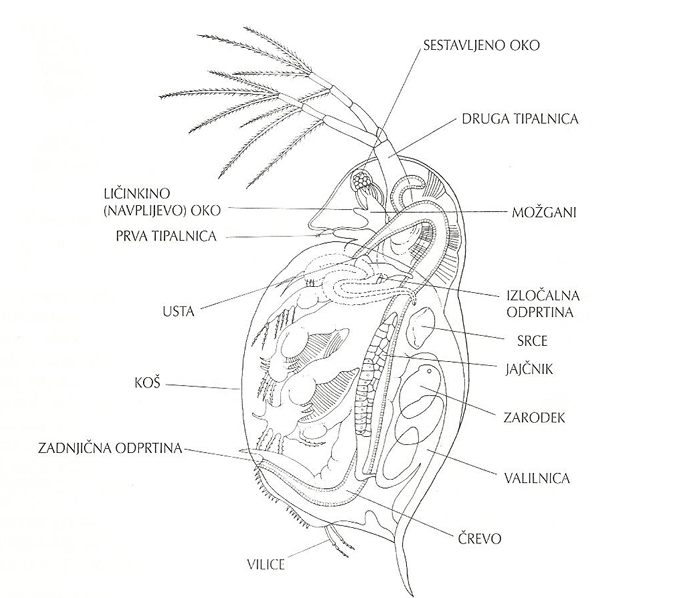 SESTAVLJENO OKO
DRUGA TIPALNICA
LIČINKINO
(NAVPLIJEVO) OKO
MOŽGANI
PRVA TIPALNICA
IZLOČALNA
ODPRTINA
USTA
SRCE
JAJČNIK
KOŠ
ZARODEK
ZADNJIČNA ODPRTINA
VALILNICA
ČREVO
VILICE